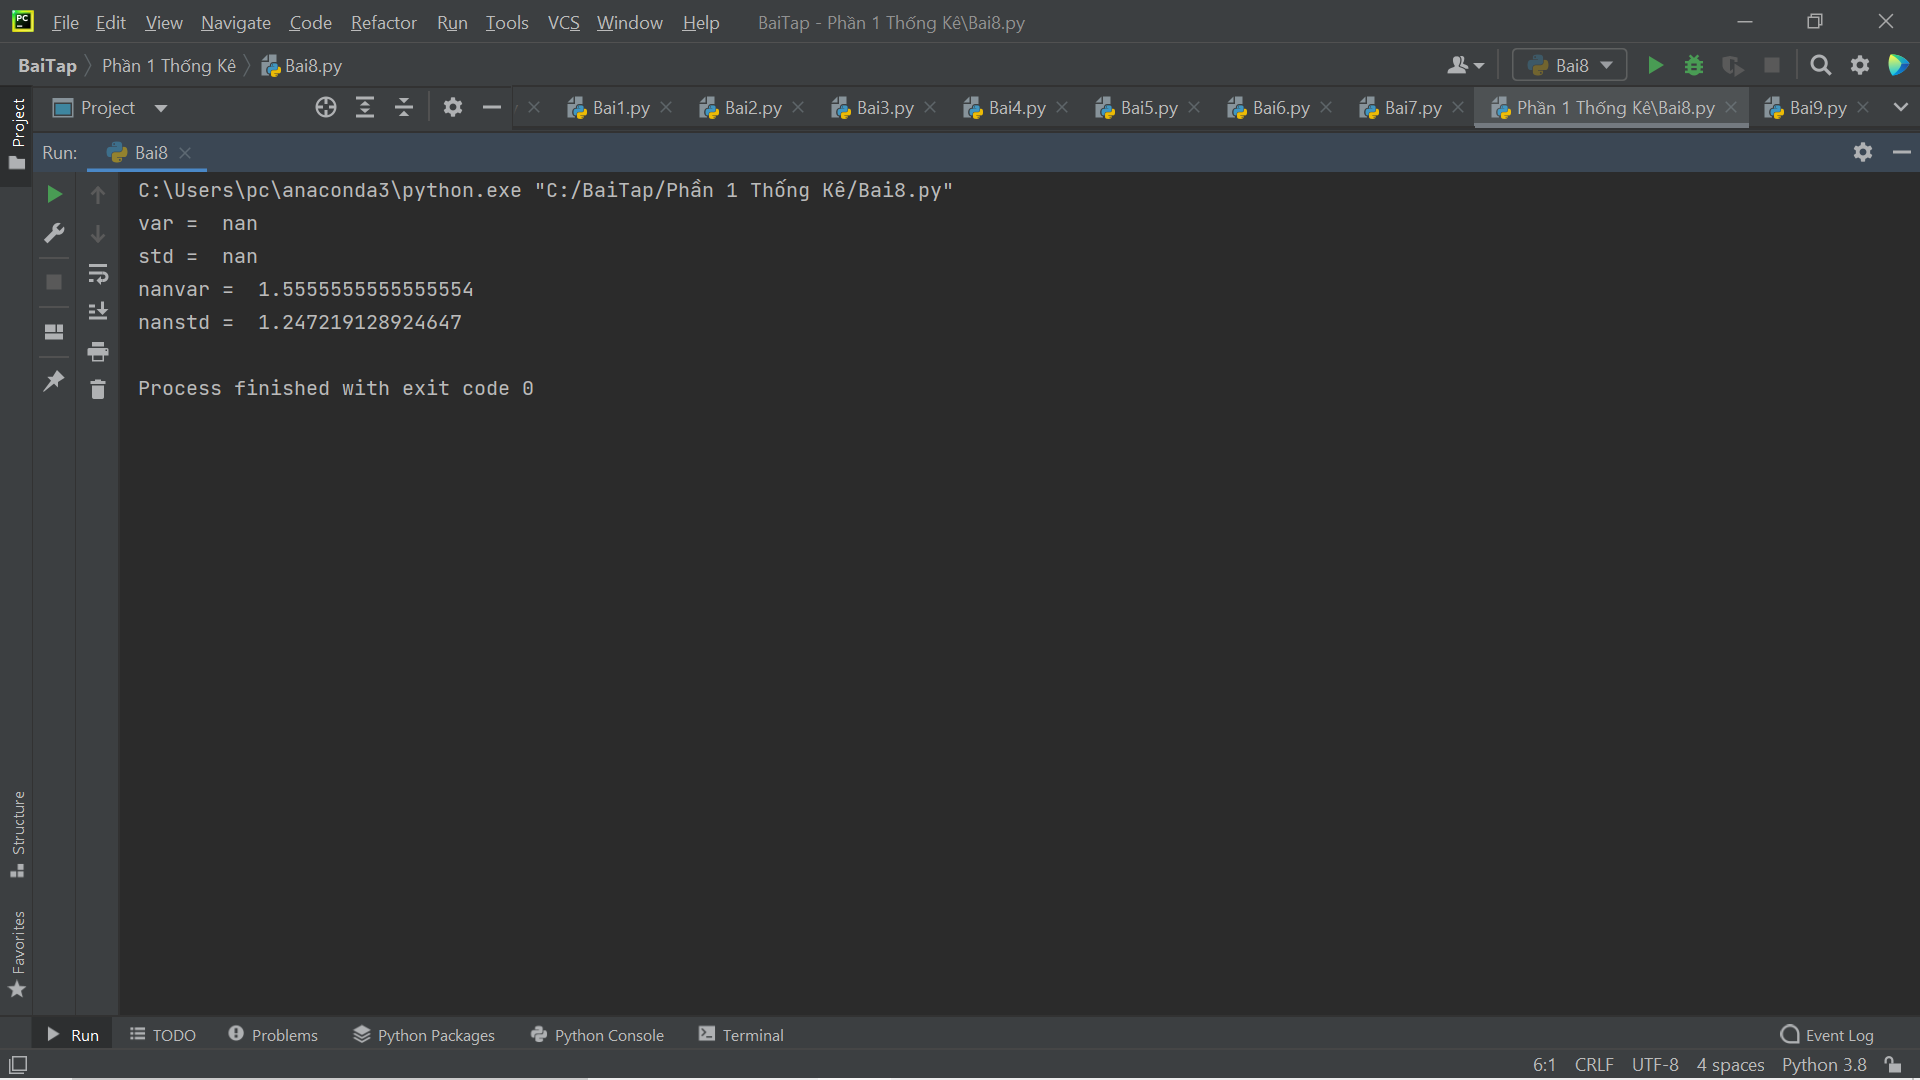 File Edit View Navigate Code Refactor Run Tools VCS Window Help BaiTap - Phần 1 Thống Kê\Bai8.py
BaiTap Phần 1 Thống Kê Bai8.py Bai8
Project Bai1.py Bai2.py Bai3.py Bai4.py Bai5.py Bai6.py Bai7.py Phần 1 Thống Kê\Bai8.py Bai9.py
Project
Run: Bai8
C:\Users\pc\anaconda3\python.exe "C:/BaiTap/Phần 1 Thống Kê/Bai8.py"
var =  nan
std =  nan
nanvar =  1.5555555555555554
nanstd =  1.247219128924647
Process finished with exit code 0
Structure
Favorites
Run TODO Problems Python Packages Python Console Terminal Event Log
6:1 CRLF UTF-8 4 spaces Python 3.8